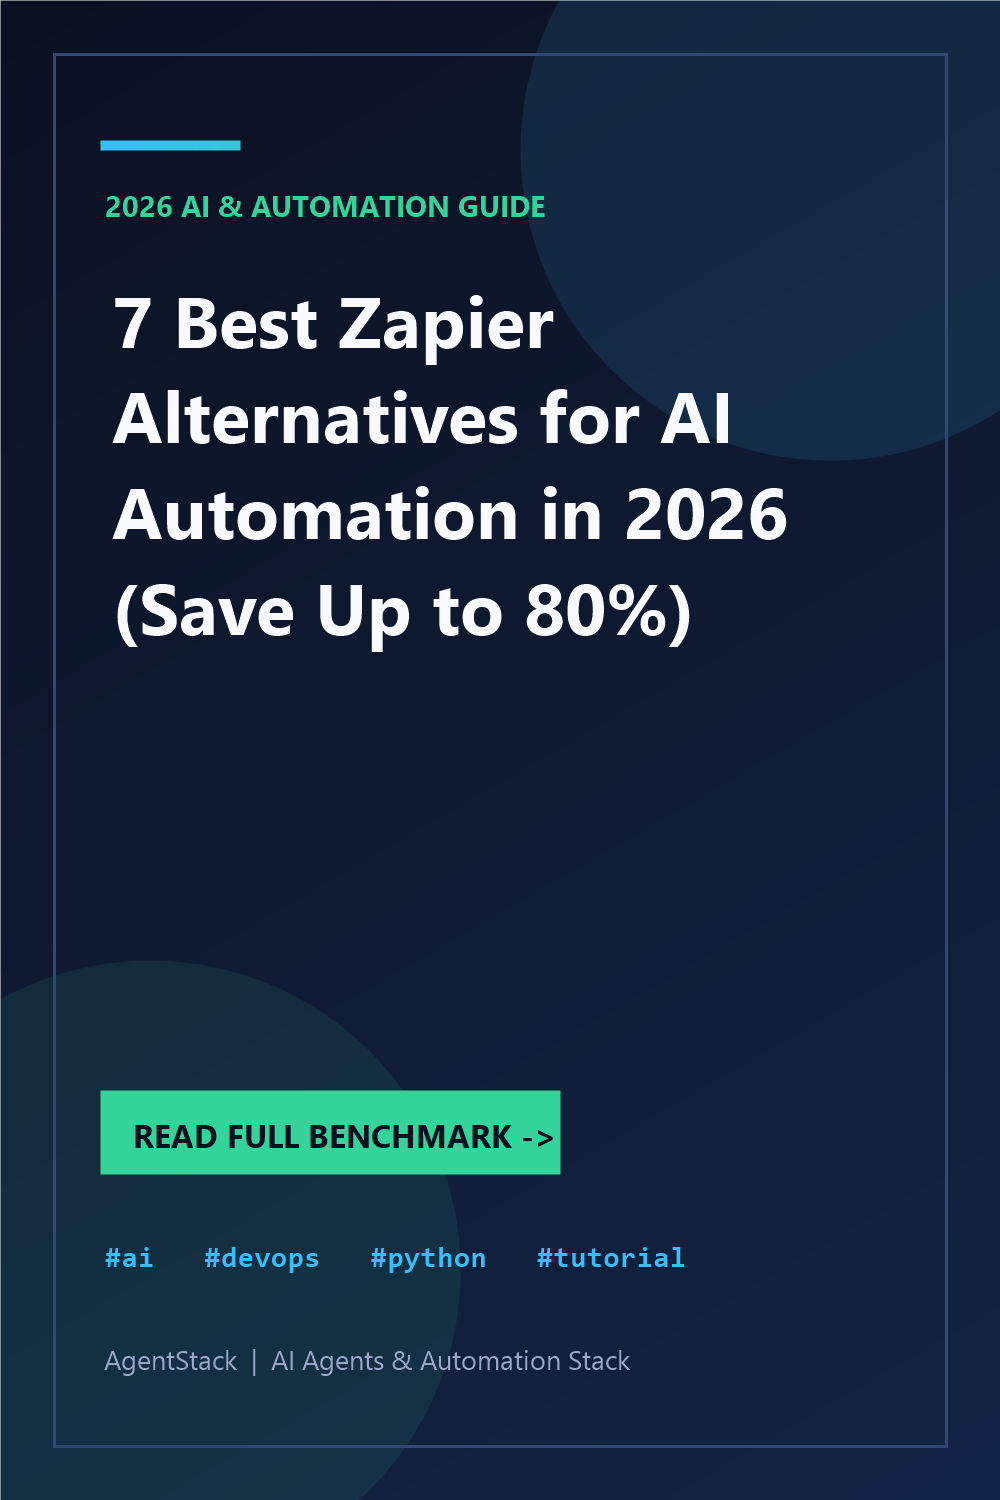 2026 AI & AUTOMATION GUIDE
7 Best Zapier
Alternatives for AI
Automation in 2026
(Save Up to 80%)
READ FULL BENCHMARK ->
#ai #devops #python #tutorial
AgentStack | AI Agents & Automation Stack